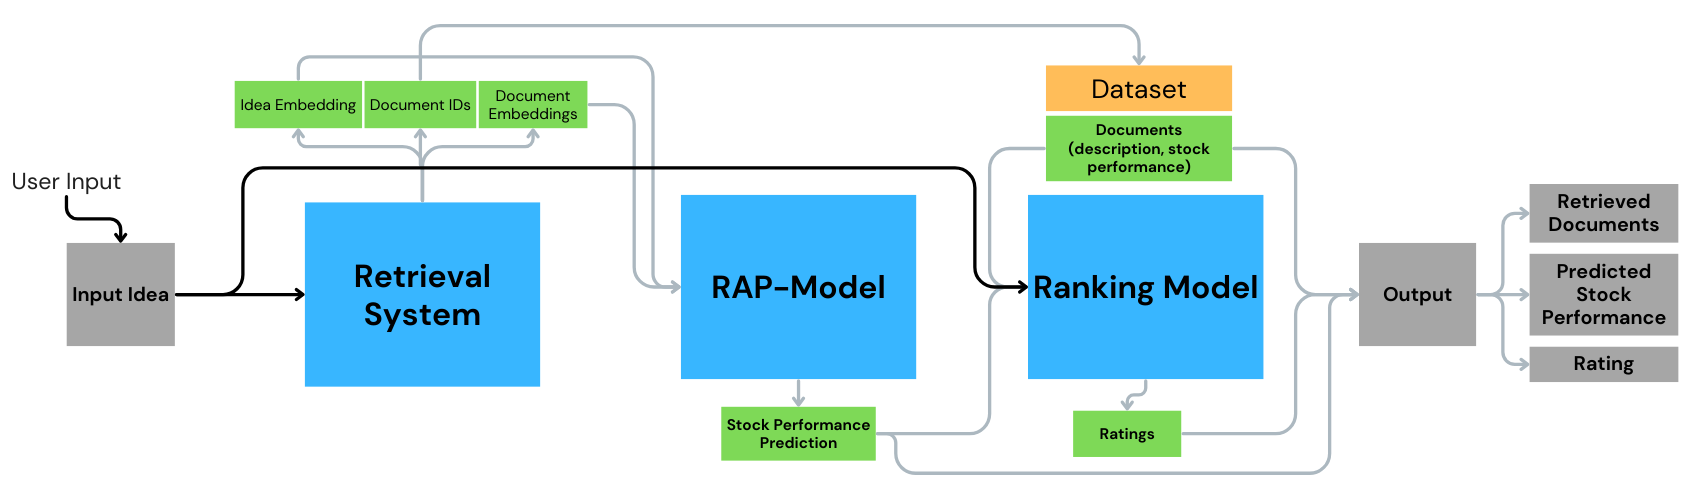 Dataset
Idea Embedding
Document IDs
Document
Embeddings
Documents
(description, stock
performance)
User Input
Input Idea
Retrieval
System
RAP-Model
Ranking Model
Output
Retrieved
Documents
Predicted
Stock
Performance
Rating
Stock Performance
Prediction
Ratings